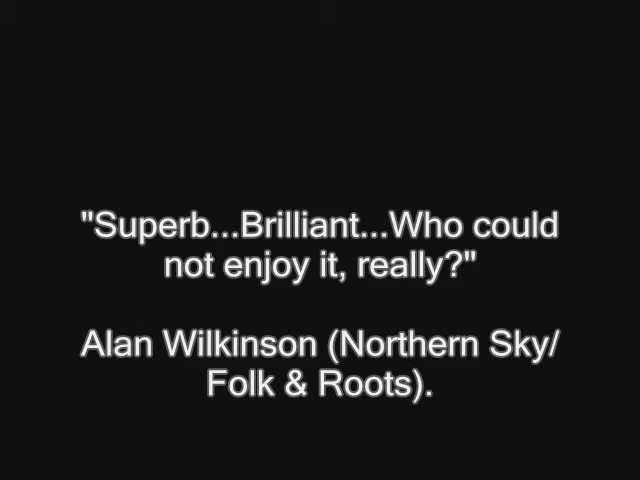 "Superb...Brilliant...Who could
not enjoy it, really?"
Alan Wilkinson (Northern Sky/
Folk & Roots).